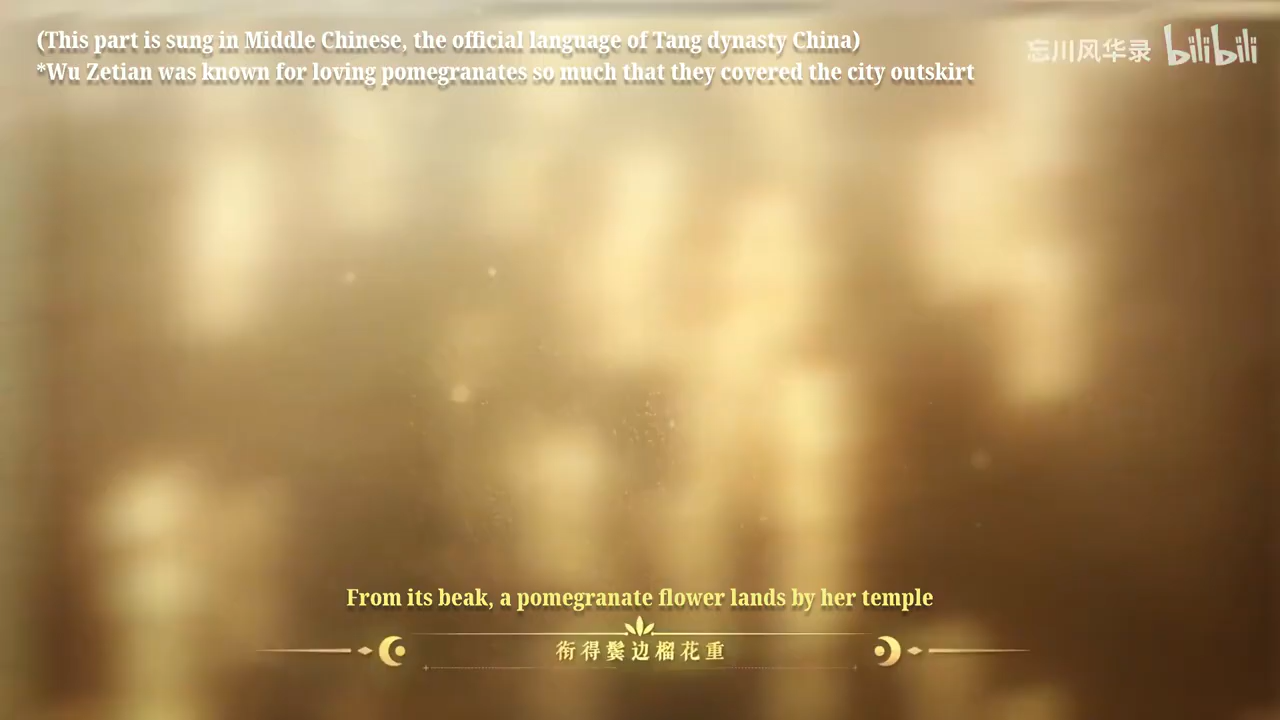 (This part is sung in Middle Chinese, the official language of Tang dynasty China)
*Wu Zetian was known for loving pomegranates so much that they covered the city outskirt
忘川风华录 bilibili
From its beak, a pomegranate flower lands by her temple
衔得鬓边榴花重